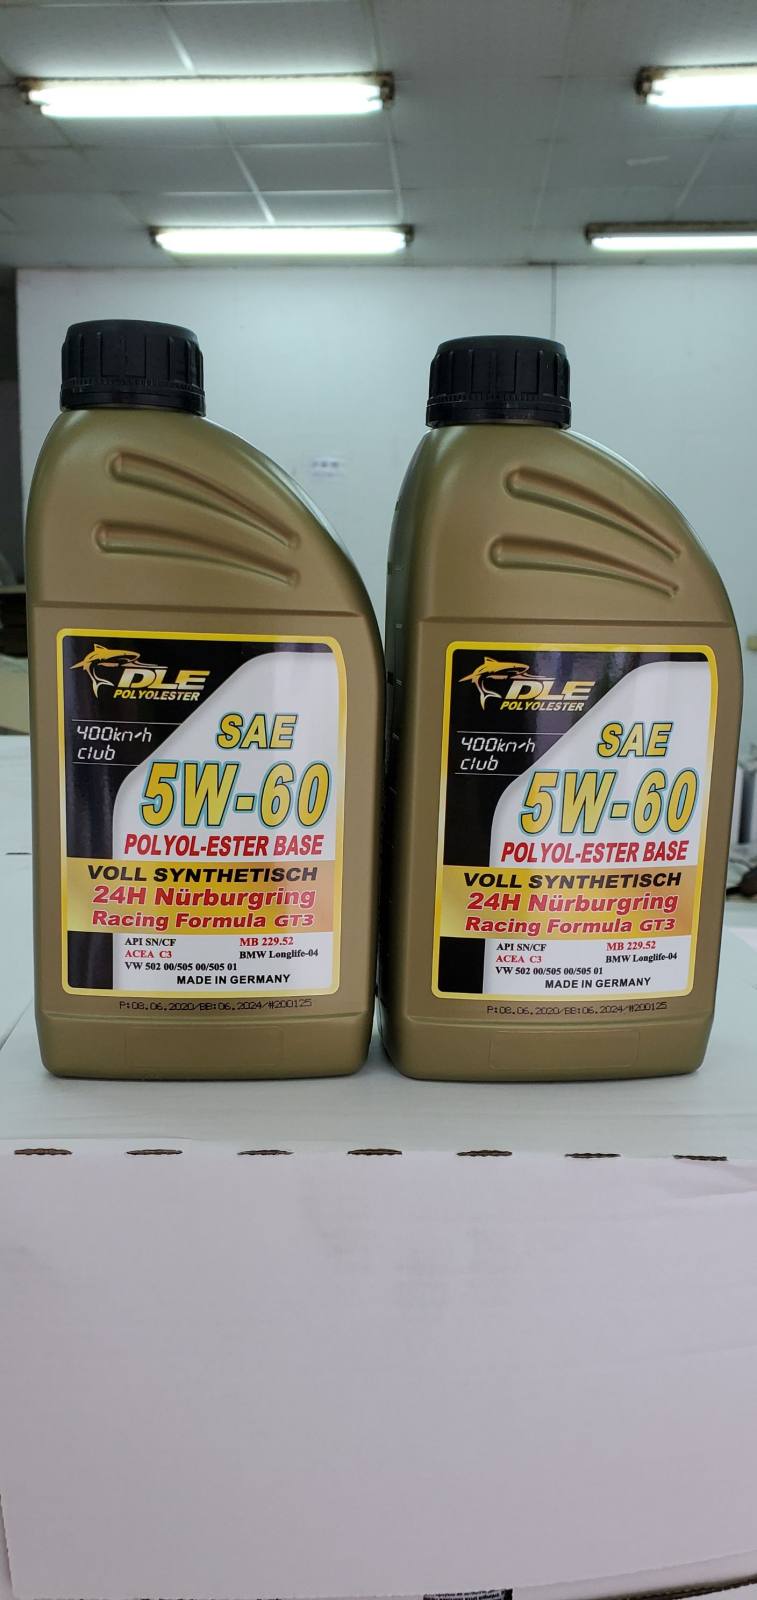 DLE
POLYOLESTER
400km/h
club
SAE
5W-60
POLYOL-ESTER BASE
VOLL SYNTHETISCH
24H Nürburgring
Racing Formula GT3
API SN/CF MB 229.52
ACEA C3 BMW Longlife-04
VW 502 00/505 00/505 01
MADE IN GERMANY
P:08.06.2020/BB:06.2024/#200125
DLE
POLYOLESTER
400km/h
club
SAE
5W-60
POLYOL-ESTER BASE
VOLL SYNTHETISCH
24H Nürburgring
Racing Formula GT3
API SN/CF MB 229.52
ACEA C3 BMW Longlife-04
VW 502 00/505 00/505 01
MADE IN GERMANY
P:08.06.2020/BB:06.2024/#200125